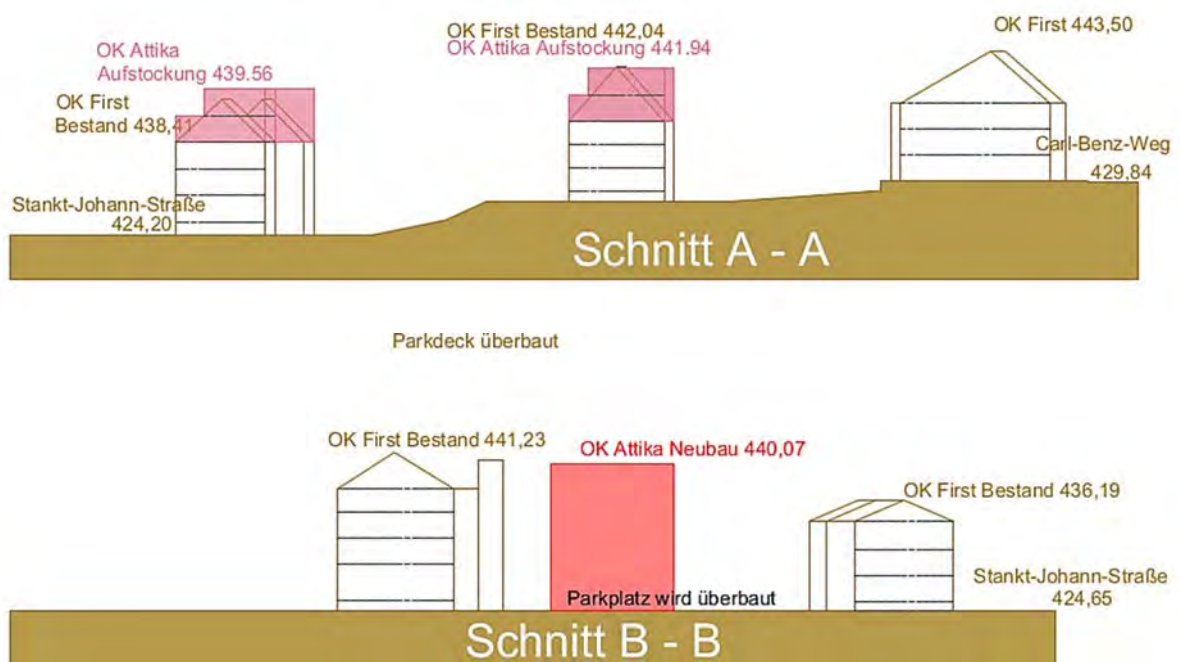 OK First Bestand 442,04
OK Attika Aufstockung 441.94
OK First 443,50
OK Attika
Aufstockung 439.56
OK First
Bestand 438,41
Carl-Benz-Weg
429,84
Stankt-Johann-Straße
424,20
Schnitt A - A
Parkdeck überbaut
OK First Bestand 441,23
OK Attika Neubau 440,07
OK First Bestand 436,19
Stankt-Johann-Straße
424,65
Parkplatz wird überbaut
Schnitt B - B